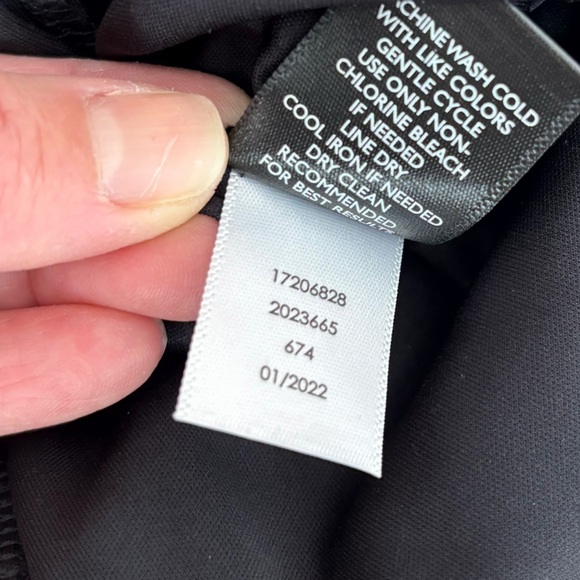 MACHINE WASH COLD
WITH LIKE COLORS
GENTLE CYCLE
USE ONLY NON-
CHLORINE BLEACH
IF NEEDED
LINE DRY
COOL IRON IF NEEDED
DRY CLEAN
RECOMMENDED
FOR BEST RESULTS
17206828
2023665
674
01/2022